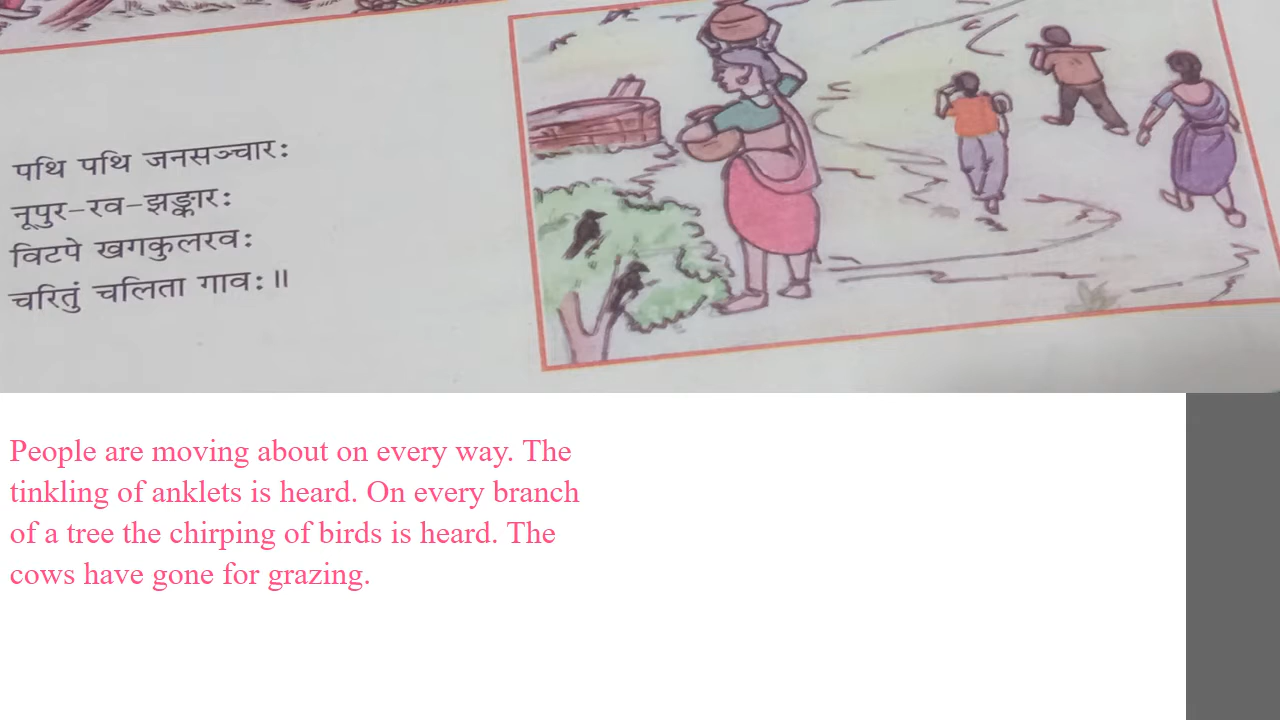 पथि पथि जनसञ्चारः
नूपुर-रव-झङ्कारः
विटपे खगकुलरवः
चरितुं चलिता गावः॥
People are moving about on every way. The
tinkling of anklets is heard. On every branch
of a tree the chirping of birds is heard. The
cows have gone for grazing.